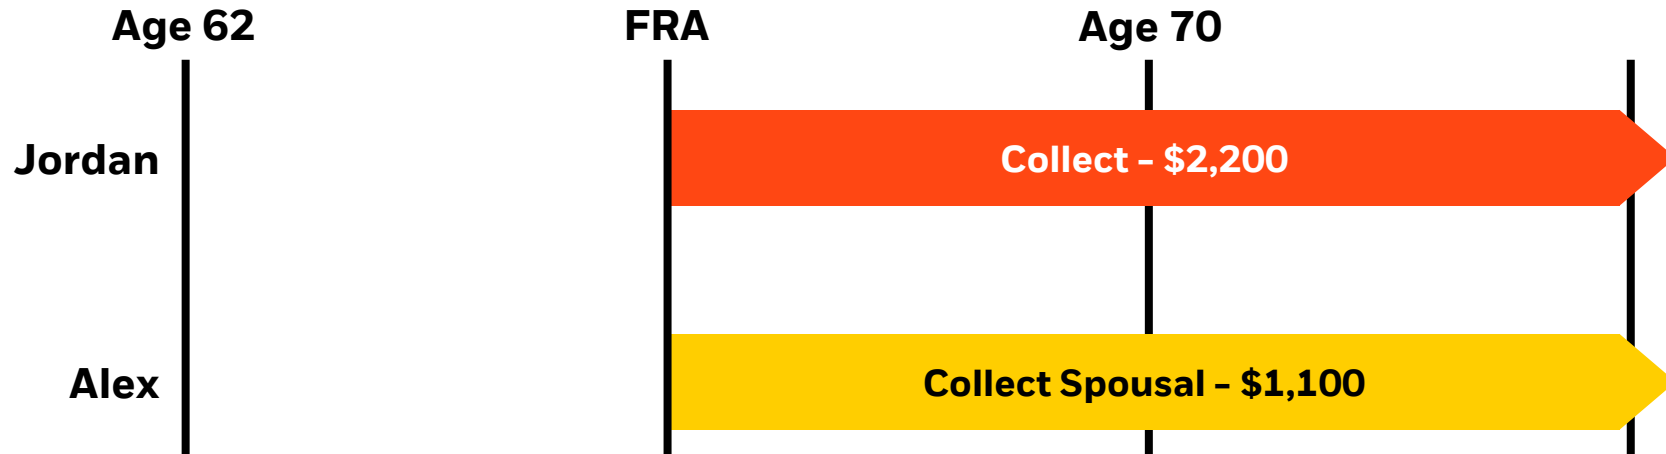 Age 62
FRA
Age 70
Jordan
Collect – $2,200
Alex
Collect Spousal – $1,100